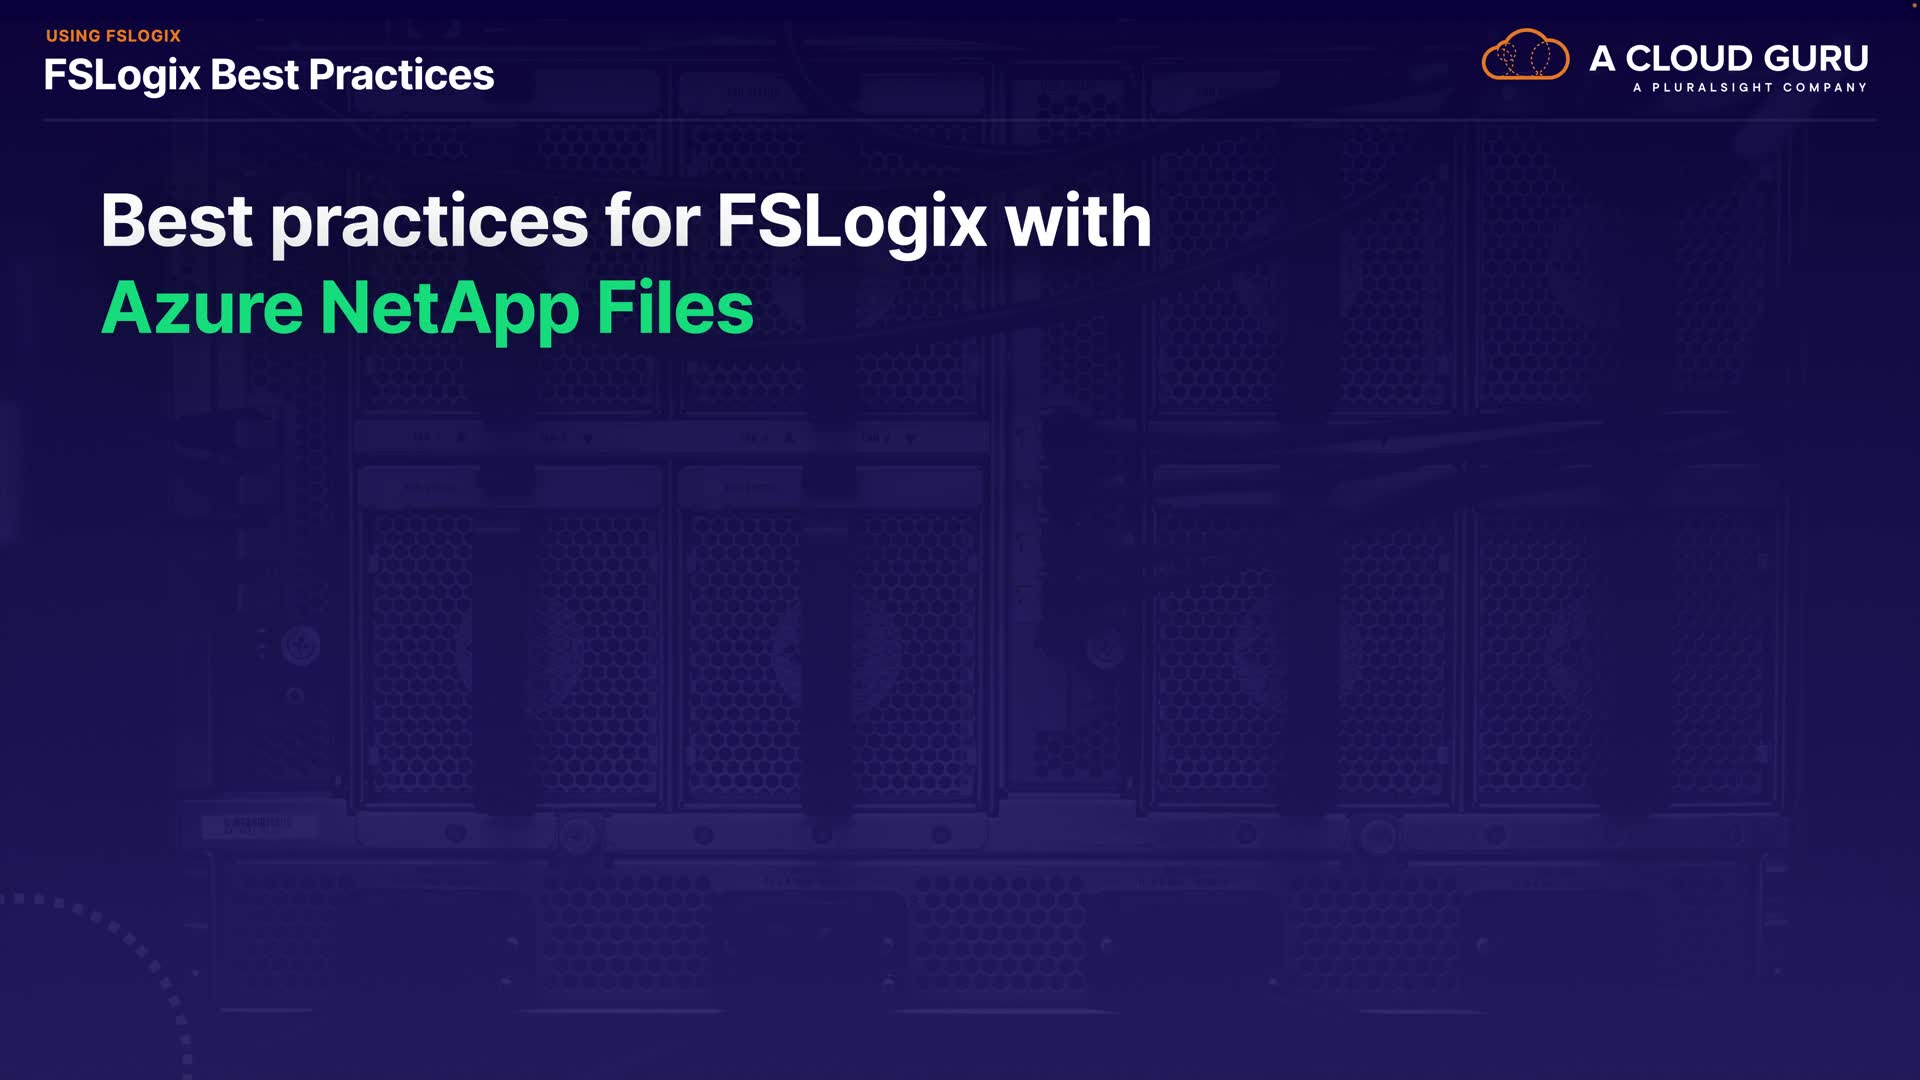 USING FSLOGIX
FSLogix Best Practices
A CLOUD GURU
A PLURALSIGHT COMPANY
Best practices for FSLogix with
Azure NetApp Files